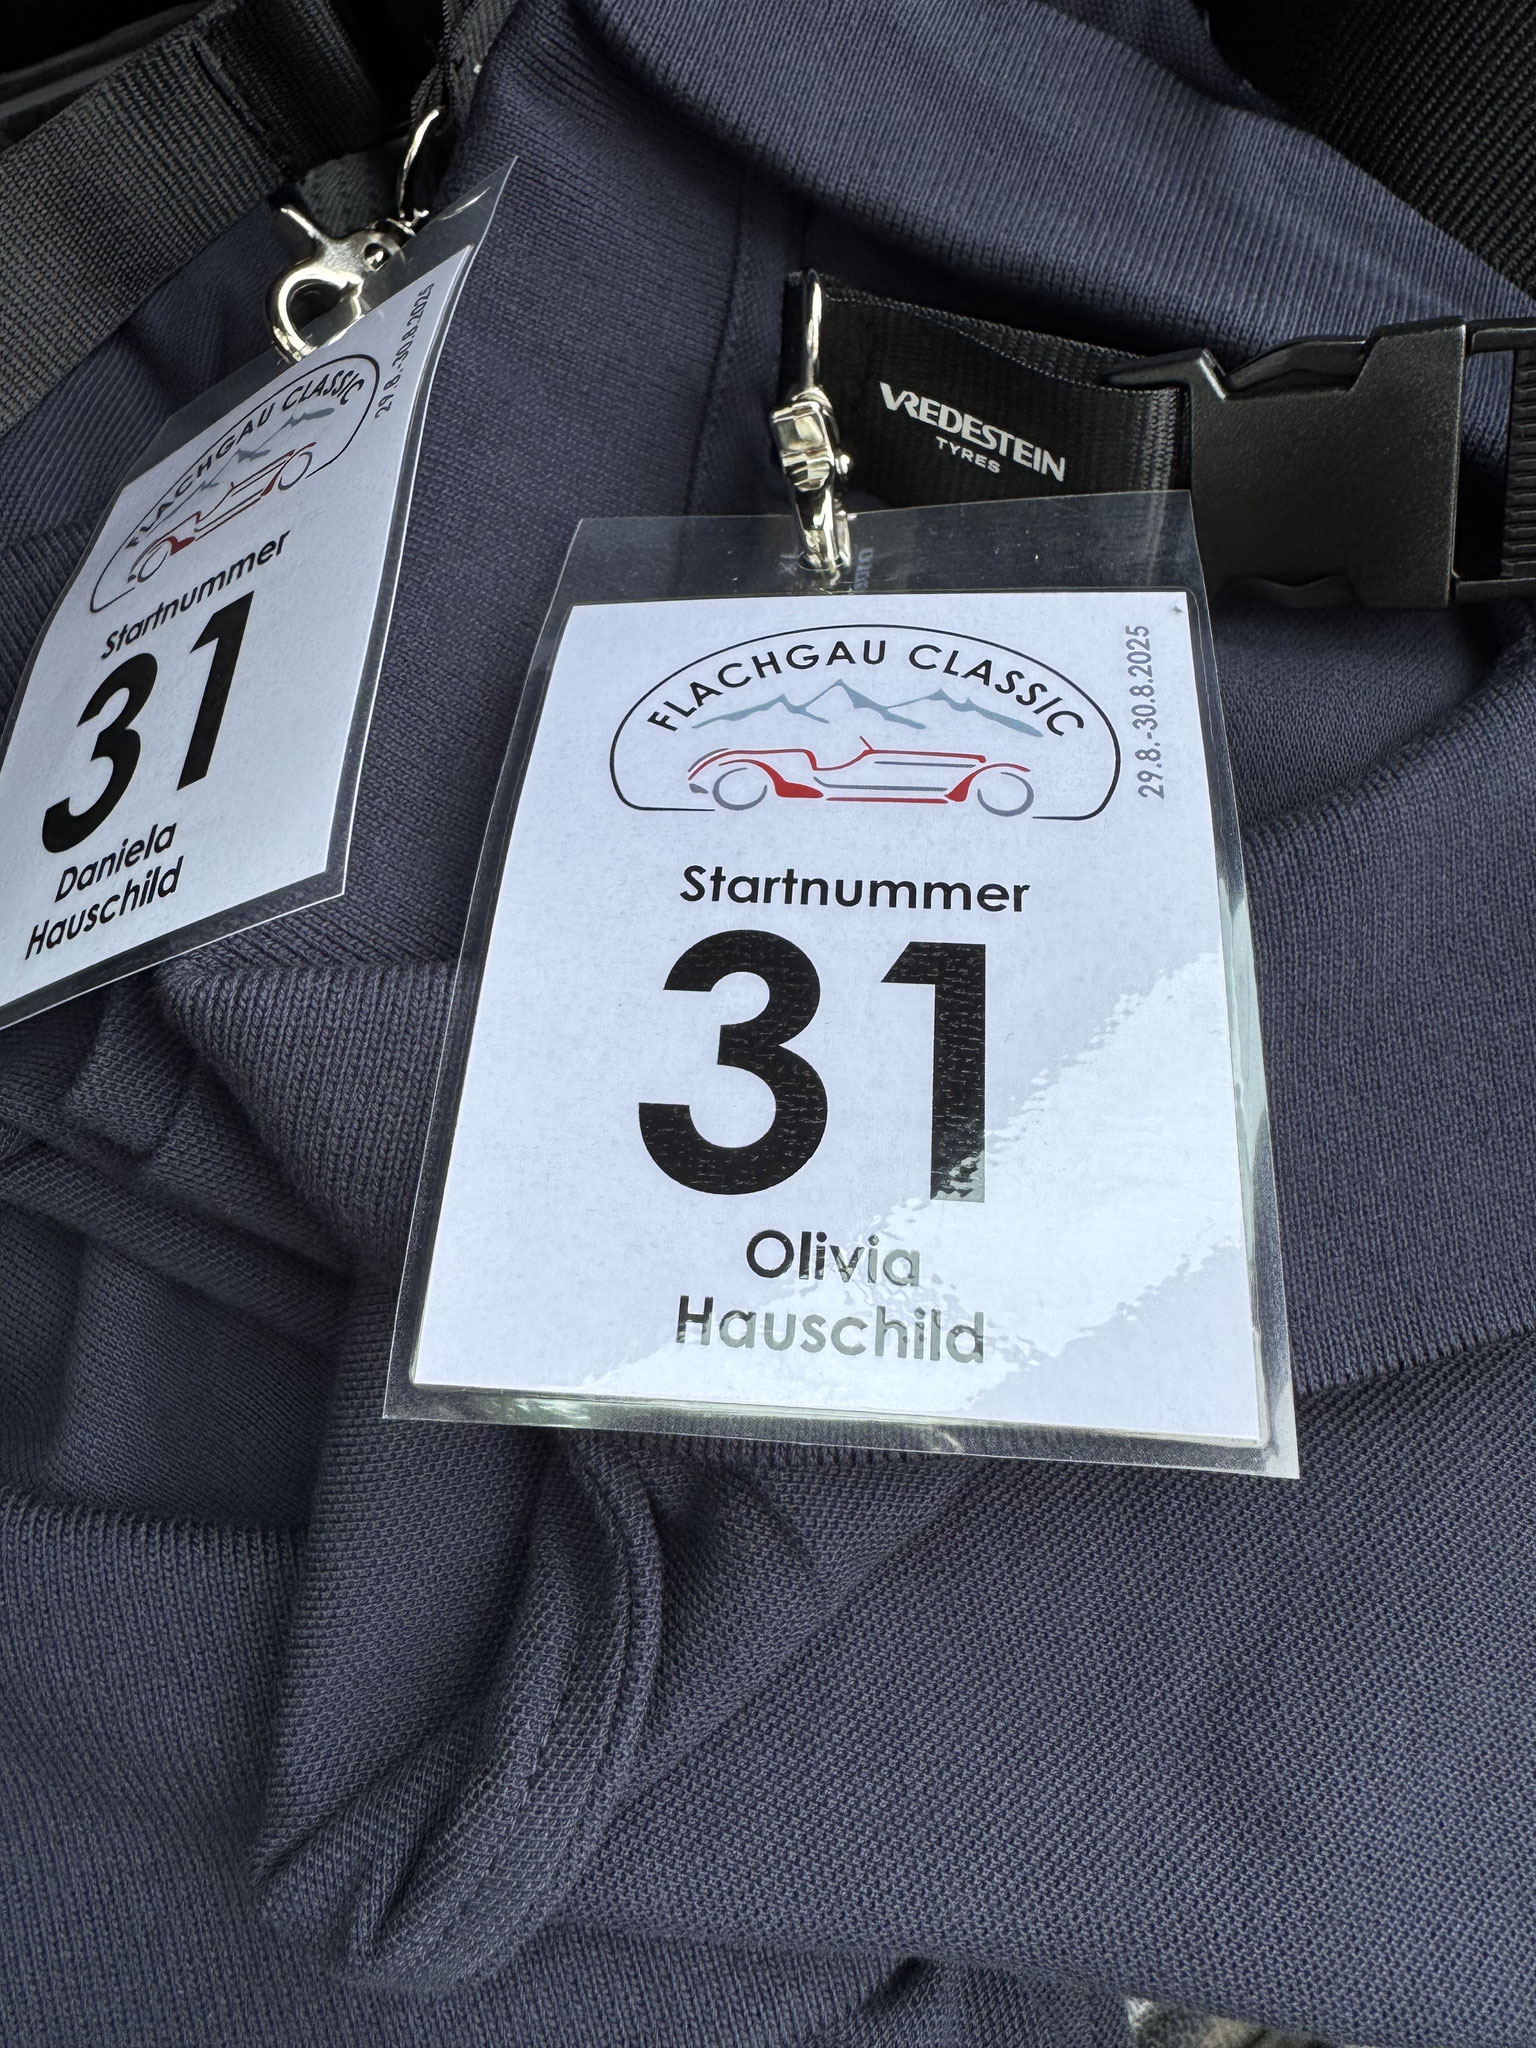 FLACHGAU CLASSIC
29.8.-30.8.2025
Startnummer
31
Daniela
Hauschild
VREDESTEIN
TYRES
FLACHGAU CLASSIC
29.8.-30.8.2025
Startnummer
31
Olivia
Hauschild